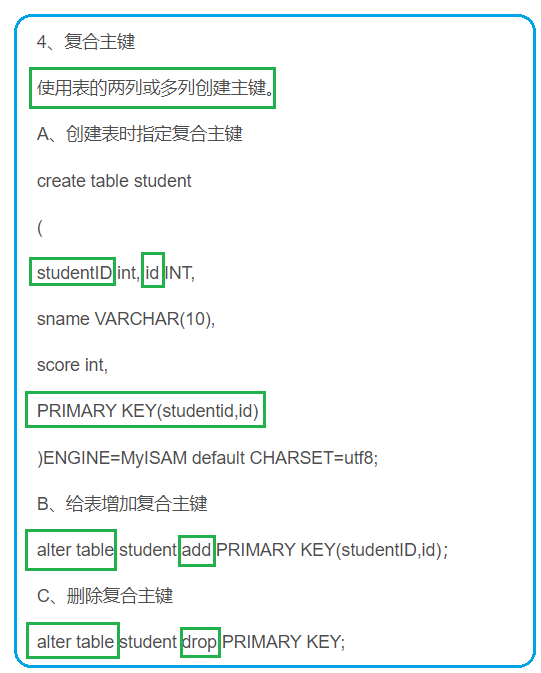 4、复合主键
使用表的两列或多列创建主键。
A、创建表时指定复合主键
create table student
(
studentID int, id INT,
sname VARCHAR(10),
score int,
PRIMARY KEY(studentid,id)
)ENGINE=MyISAM default CHARSET=utf8;
B、给表增加复合主键
alter table student add PRIMARY KEY(studentID,id);
C、删除复合主键
alter table student drop PRIMARY KEY;